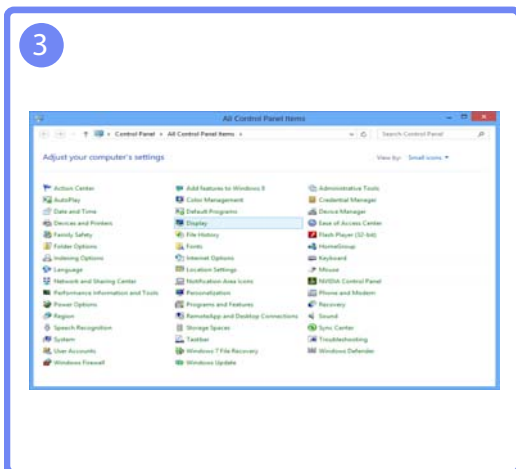 3
All Control Panel Items
Control Panel All Control Panel Items Search Control Panel
Adjust your computer's settings View by: Small icons
Action Center Add features to Windows 8 Administrative Tools
AutoPlay Color Management Credential Manager
Date and Time Default Programs Device Manager
Devices and Printers Display Ease of Access Center
Family Safety File History Flash Player (32-bit)
Folder Options Fonts HomeGroup
Indexing Options Internet Options Keyboard
Language Location Settings Mouse
Network and Sharing Center Notification Area Icons NVIDIA Control Panel
Performance Information and Tools Personalization Phone and Modem
Power Options Programs and Features Recovery
Region RemoteApp and Desktop Connections Sound
Speech Recognition Storage Spaces Sync Center
System Taskbar Troubleshooting
User Accounts Windows 7 File Recovery Windows Defender
Windows Firewall Windows Update